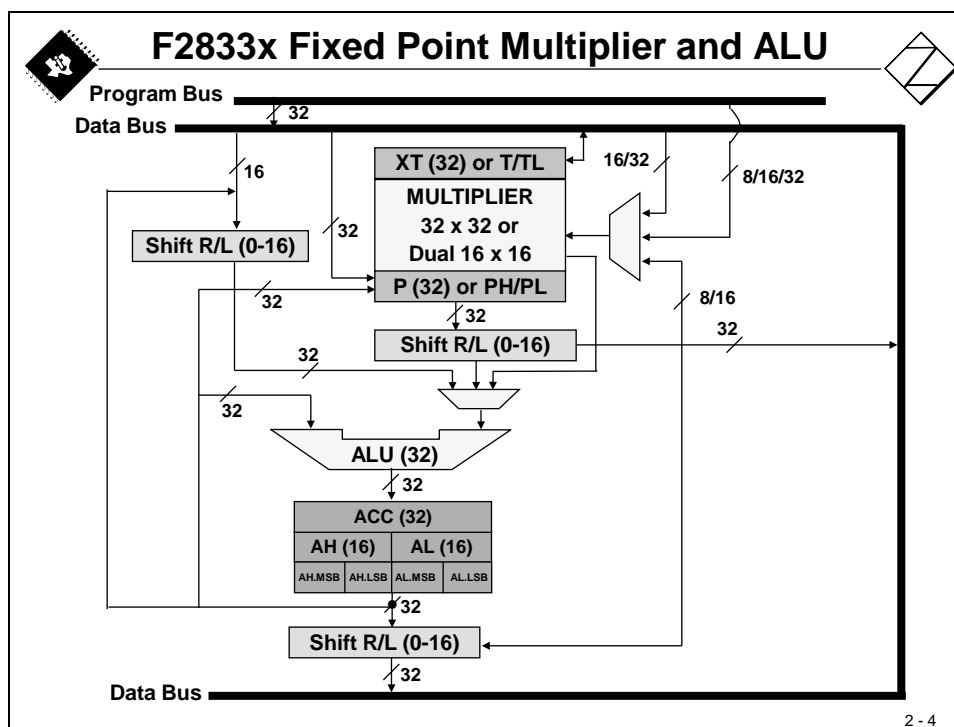 F2833x Fixed Point Multiplier and ALU
Program Bus
32
Data Bus
16
XT (32) or T/TL
16/32
8/16/32
MULTIPLIER
32 x 32 or
Dual 16 x 16
32
Shift R/L (0-16)
32
P (32) or PH/PL
8/16
32
Shift R/L (0-16)
32
32
32
ALU (32)
32
ACC (32)
AH (16)
AL (16)
AH.MSB
AH.LSB
AL.MSB
AL.LSB
32
Shift R/L (0-16)
32
Data Bus
2 - 4